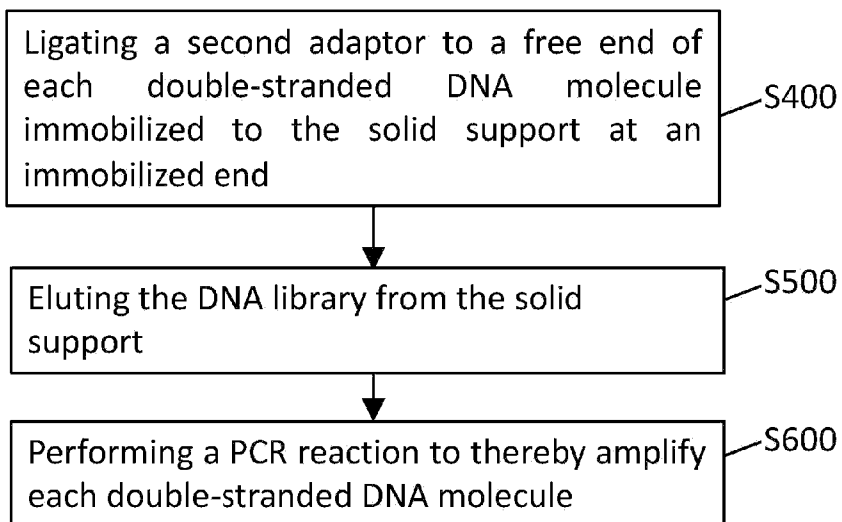 Ligating a second adaptor to a free end of
each double-stranded DNA molecule
immobilized to the solid support at an
immobilized end
S400
Eluting the DNA library from the solid
support
S500
Performing a PCR reaction to thereby amplify
each double-stranded DNA molecule
S600